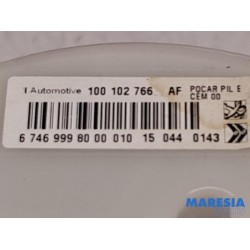 Automotive 100 102 766 AF POCAR PIL E
CEM 00
6 746 999 80 00 010 15 044 0143
MARESIA